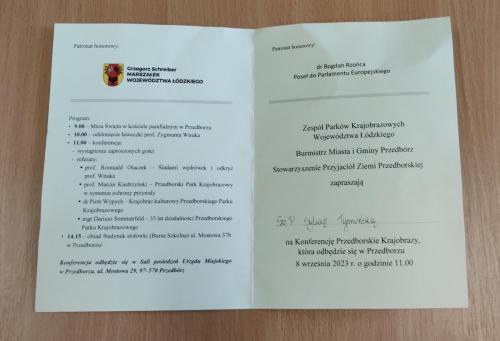 Patronat honorowy:
Grzegorz Schreiber
MARSZAŁEK
WOJEWÓDZTWA ŁÓDZKIEGO
Program:
• 9.00 – Msza Święta w kościele parafialnym w Przedborzu
• 10.00 – odsłonięcie ławeczki prof. Zygmunta Wnuka
• 11.00 – konferencja:
- wystąpienia zaproszonych gości
- referaty:
• prof. Romuald Olaczek – Śladami wędrówek i odkryć
prof. Wnuka
• prof. Marcin Kiedrzyński – Przedborski Park Krajobrazowy
w systemie ochrony przyrody
• dr Piotr Wypych – Krajobraz kulturowy Przedborskiego Parku
Krajobrazowego
• mgr Dariusz Sommerfeld – 35 lat działalności Przedborskiego
Parku Krajobrazowego
• 14.15 – obiad (budynek stołówki (Bursa Szkolna) ul. Mostowa 37b
w Przedborzu)
Konferencja odbędzie się w Sali posiedzeń Urzędu Miejskiego
w Przedborzu, ul. Mostowa 29, 97-570 Przedbórz
Patronat honorowy:
dr Bogdan Rzońca
Poseł do Parlamentu Europejskiego
Zespół Parków Krajobrazowych
Województwa Łódzkiego
Burmistrz Miasta i Gminy Przedbórz
Stowarzyszenie Przyjaciół Ziemi Przedborskiej
zapraszają
Sz. P.
na Konferencję Przedborskie Krajobrazy,
która odbędzie się w Przedborzu
8 września 2023 r. o godzinie 11.00